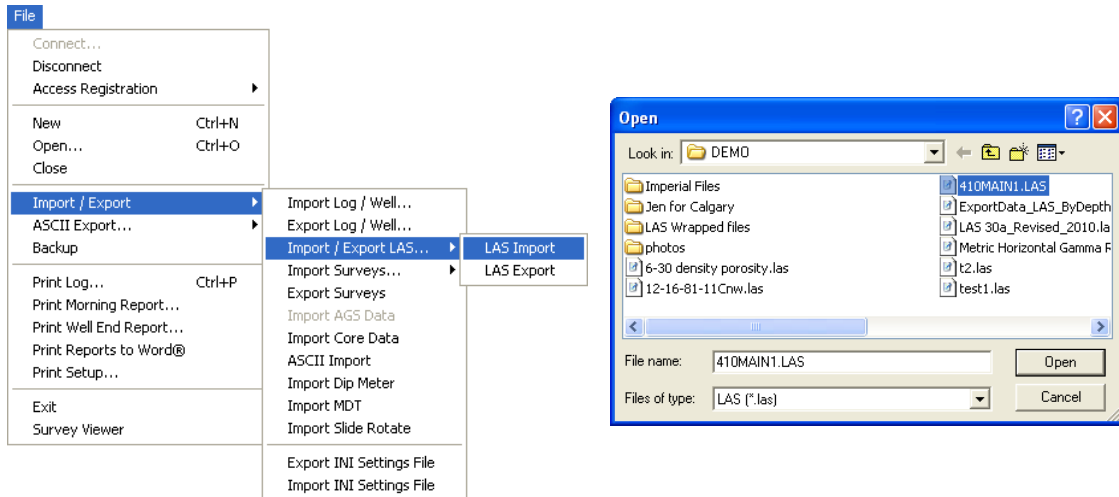 File
Connect...
Disconnect
Access Registration
New Ctrl+N
Open... Ctrl+O
Close
Import / Export
ASCII Export...
Backup
Print Log... Ctrl+P
Print Morning Report...
Print Well End Report...
Print Reports to Word®
Print Setup...
Exit
Survey Viewer
Import Log / Well...
Export Log / Well...
Import / Export LAS...
Import Surveys...
Export Surveys
Import AGS Data
Import Core Data
ASCII Import
Import Dip Meter
Import MDT
Import Slide Rotate
Export INI Settings File
Import INI Settings File
LAS Import
LAS Export
Open
Look in: DEMO
Imperial Files
Jen for Calgary
LAS Wrapped files
photos
6-30 density porosity.las
12-16-81-11Cnw.las
410MAIN1.LAS
ExportData_LAS_ByDepth
LAS 30a_Revised_2010.la
Metric Horizontal Gamma R
t2.las
test1.las
File name: 410MAIN1.LAS
Open
Files of type: LAS (*.las)
Cancel